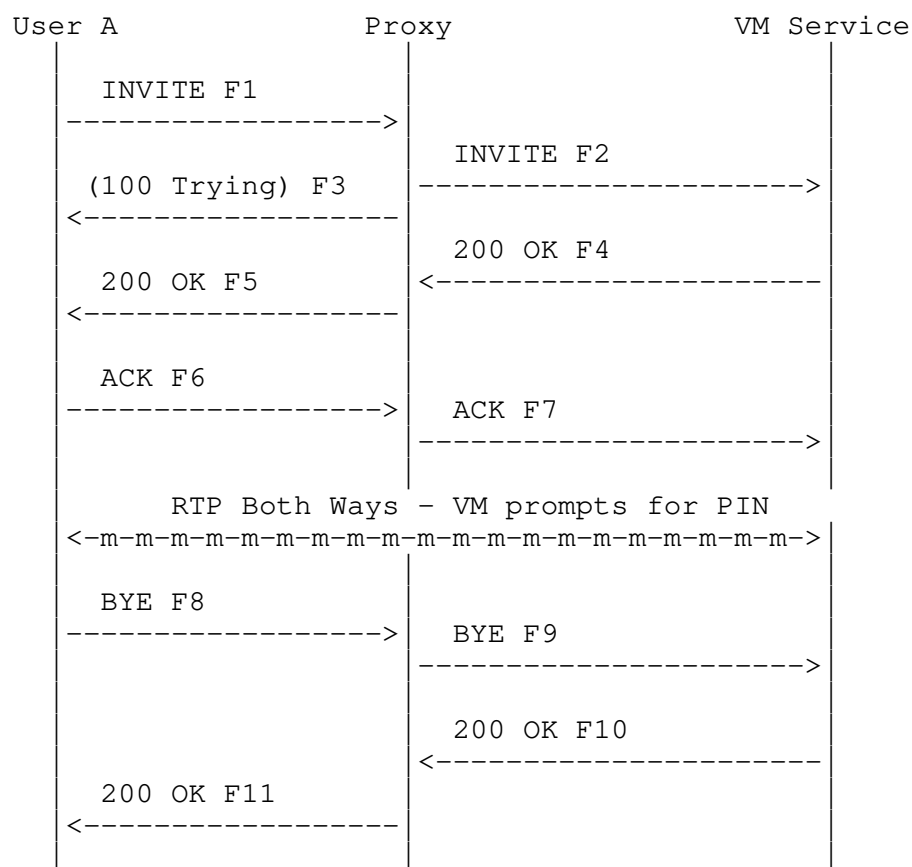 User A Proxy VM Service
INVITE F1
INVITE F2
(100 Trying) F3
200 OK F4
200 OK F5
ACK F6
ACK F7
RTP Both Ways - VM prompts for PIN
<-m-m-m-m-m-m-m-m-m-m-m-m-m-m-m-m-m-m-m-m->
BYE F8
BYE F9
200 OK F10
200 OK F11